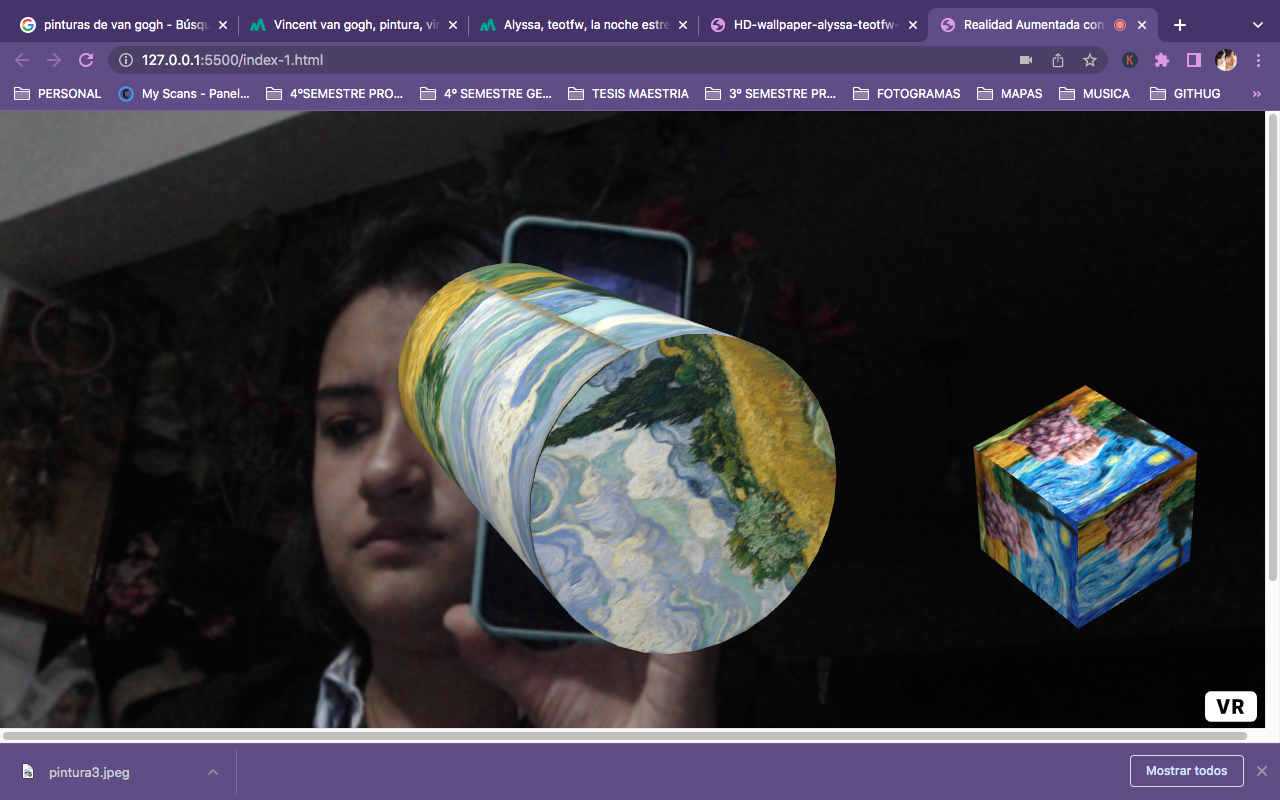 pinturas de van gogh - Búsqu
Vincent van gogh, pintura, vir
Alyssa, teotfw, la noche estre
HD-wallpaper-alyssa-teotfw-
Realidad Aumentada con
127.0.0.1:5500/index-1.html
K
PERSONAL
C
My Scans - Panel...
4ºSEMESTRE PRO...
4º SEMESTRE GE...
TESIS MAESTRIA
3º SEMESTRE PR...
FOTOGRAMAS
MAPAS
MUSICA
GITHUG
»
VR
pintura3.jpeg
Mostrar todos